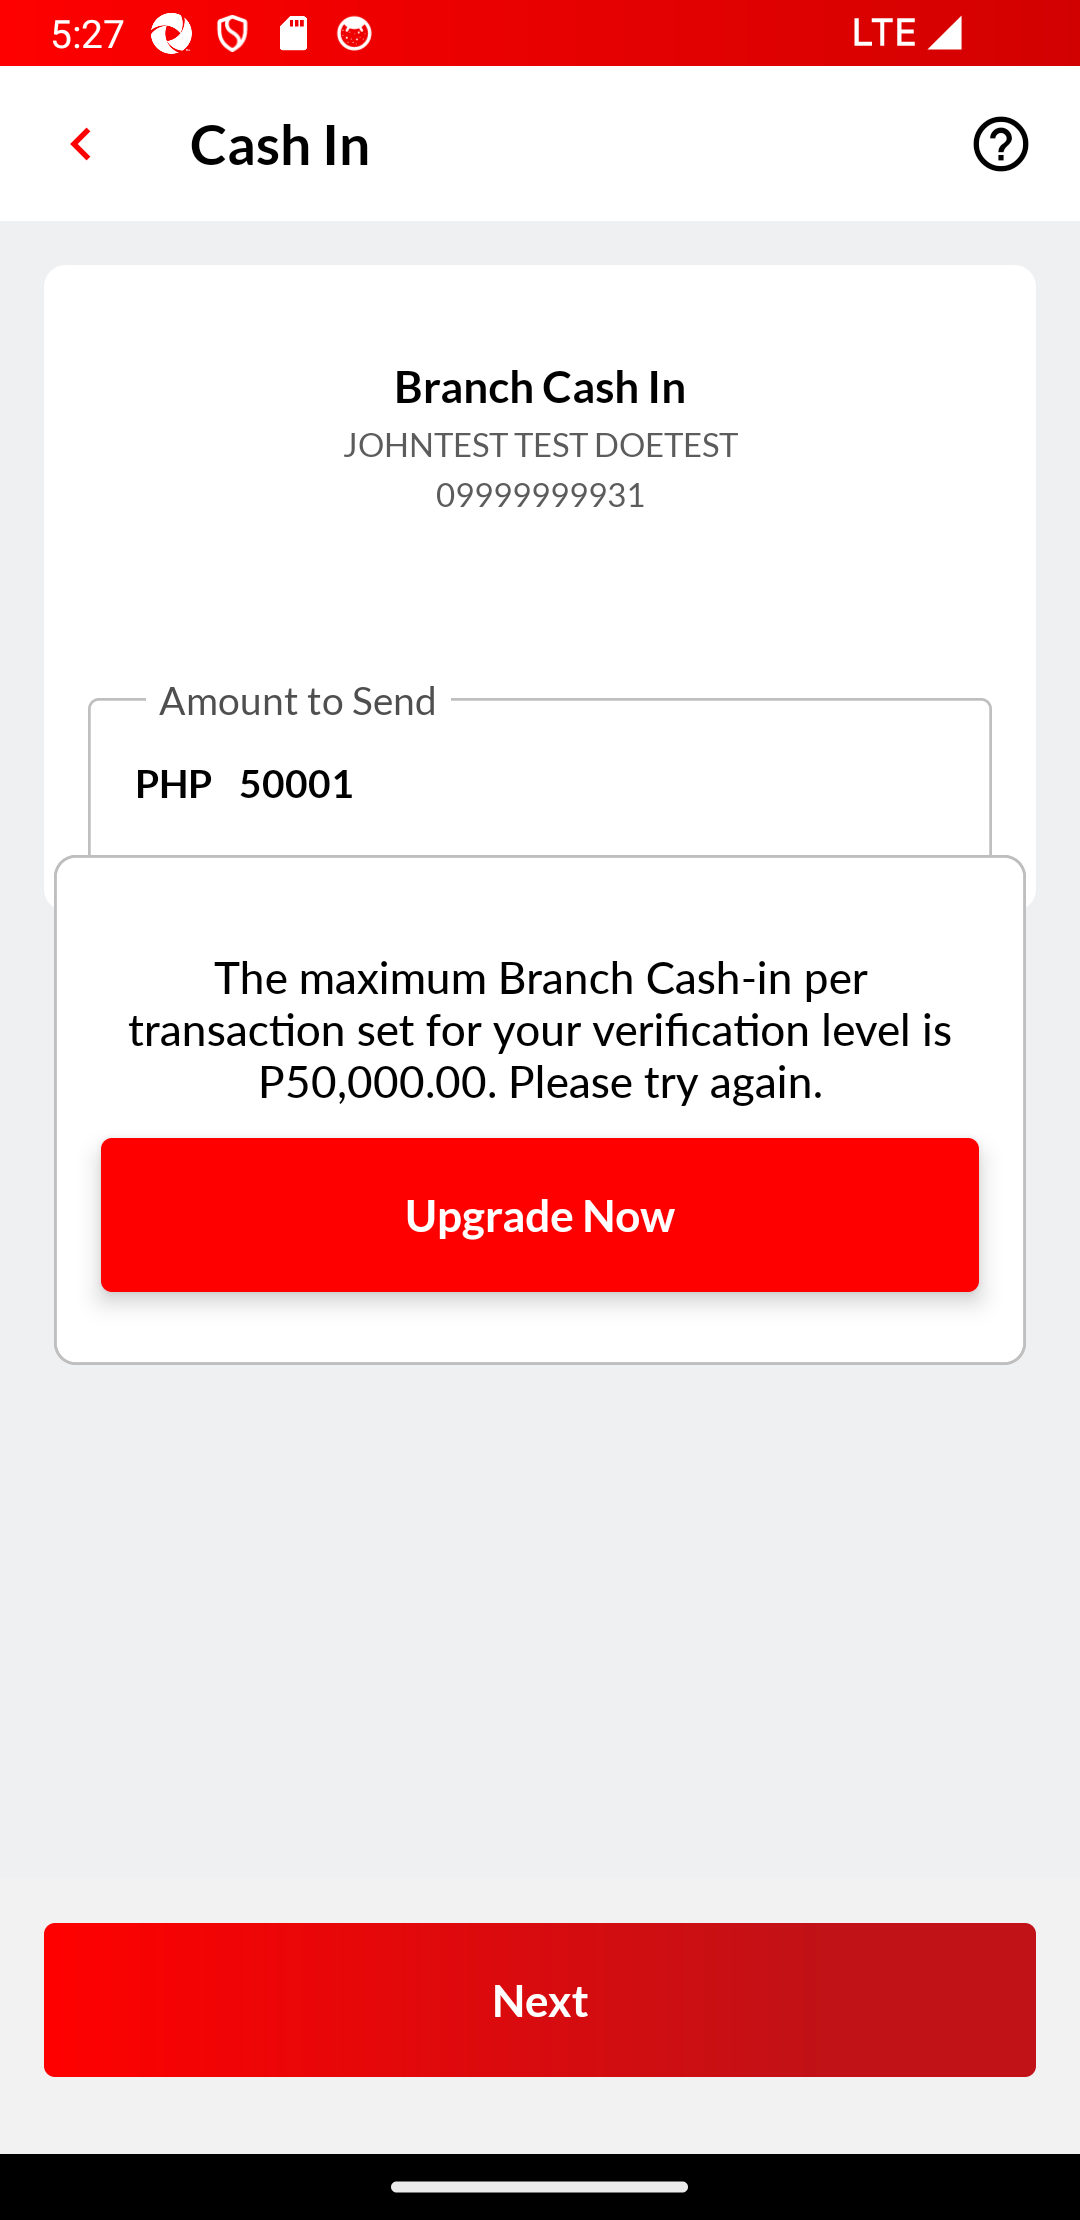 5:27
LTE
Cash In
Branch Cash In
JOHNTEST TEST DOETEST
09999999931
Amount to Send
PHP 50001
The maximum Branch Cash-in per
transaction set for your verification level is
P50,000.00. Please try again.
Upgrade Now
Next